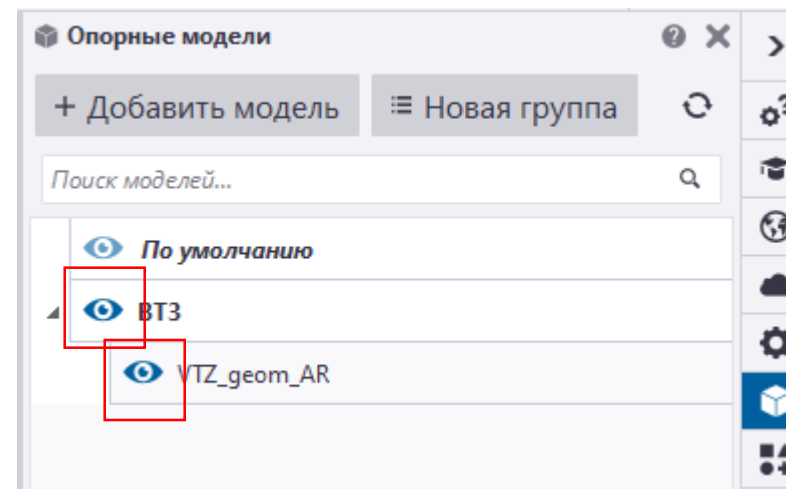 Опорные модели
+ Добавить модель
Новая группа
Поиск моделей...
По умолчанию
ВТЗ
VTZ_geom_AR